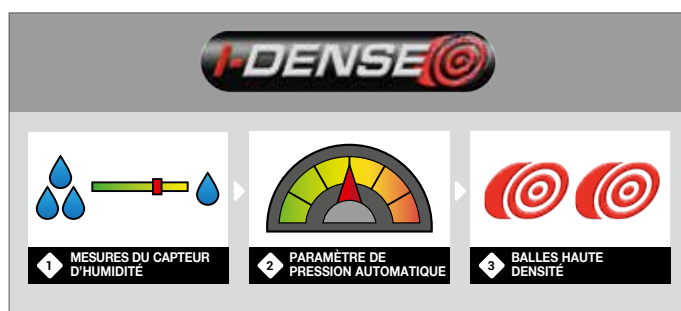 I-DENSE
1 MESURES DU CAPTEUR
D'HUMIDITÉ
2 PARAMÈTRE DE
PRESSION AUTOMATIQUE
3 BALLES HAUTE
DENSITÉ